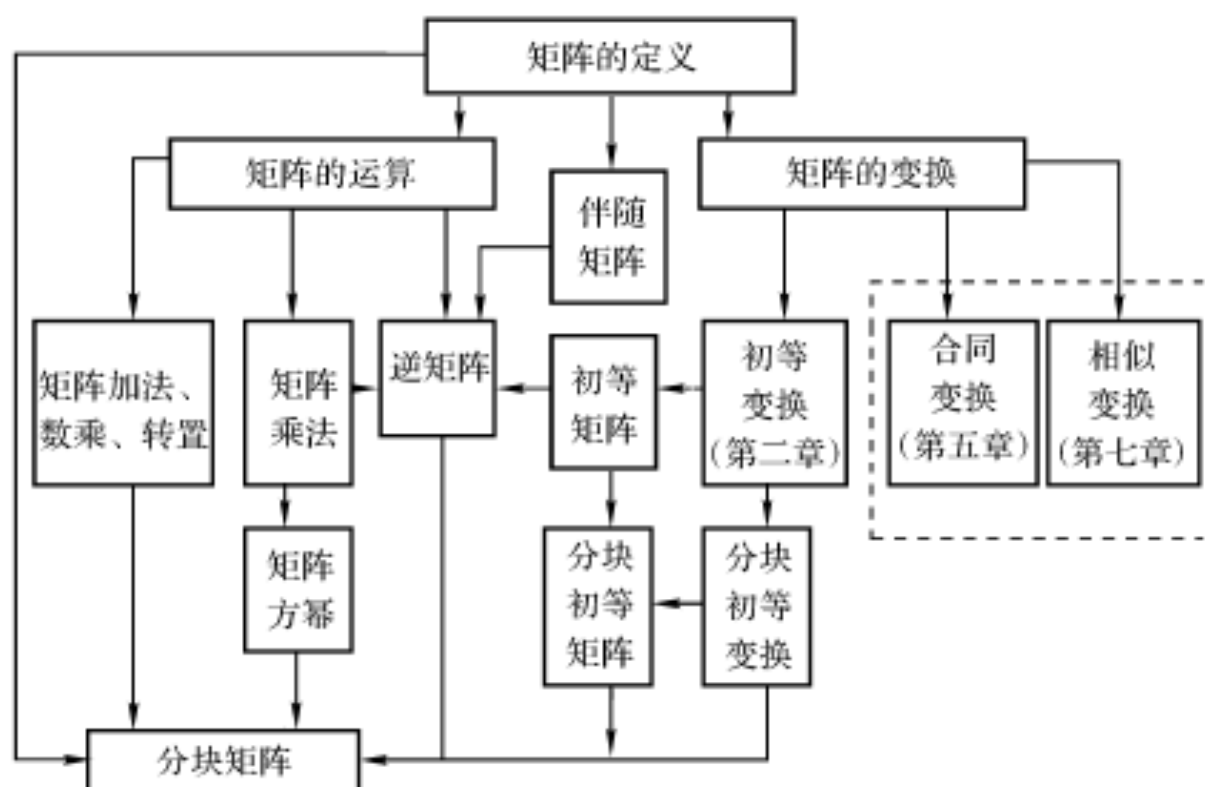 矩阵的定义
矩阵的运算
矩阵的变换
伴随
矩阵
矩阵加法、
数乘、转置
矩阵
乘法
逆矩阵
初等
矩阵
初等
变换
(第二章)
合同
变换
(第五章)
相似
变换
(第七章)
矩阵
方幂
分块
初等
矩阵
分块
初等
变换
分块矩阵